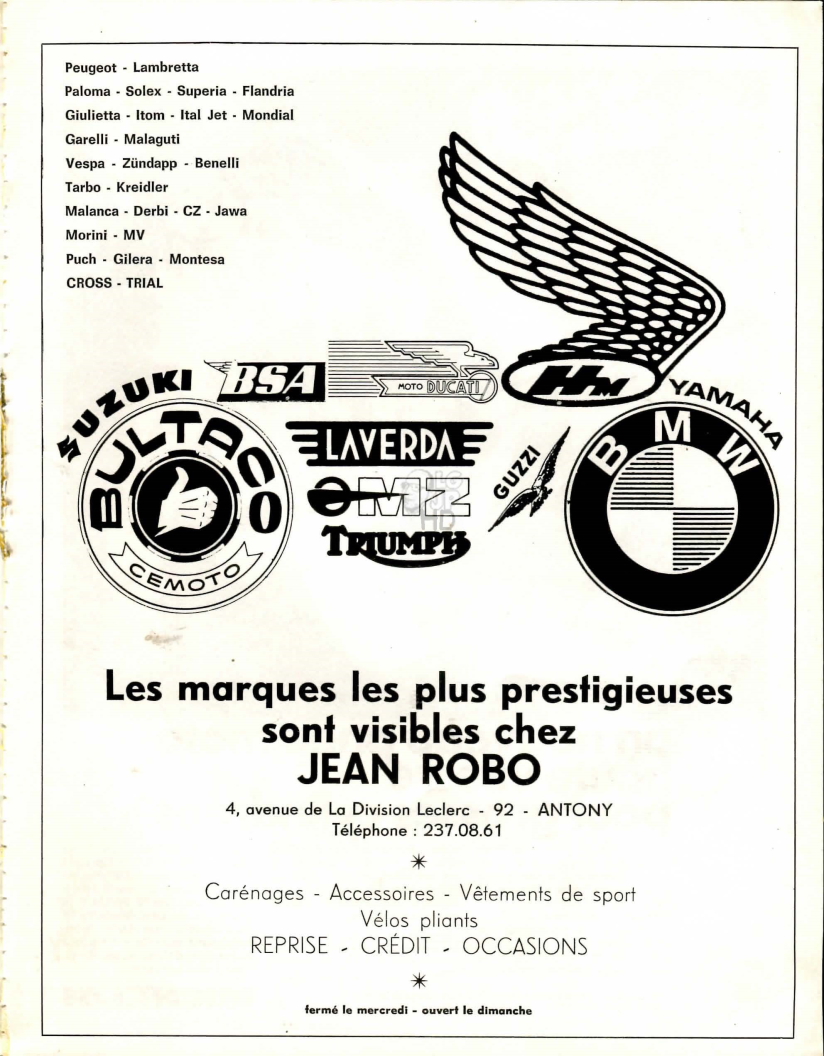 Peugeot - Lambretta
Paloma - Solex - Superia - Flandria
Giulietta - Itom - Ital Jet - Mondial
Garelli - Malaguti
Vespa - Zündapp - Benelli
Tarbo - Kreidler
Malanca - Derbi - CZ - Jawa
Morini - MV
Puch - Gilera - Montesa
CROSS - TRIAL
SUZUKI
BSA
MOTO DUCATI
HM
YAMAHA
BULTACO
CEMOTO
LAVERDA
MZ
TRIUMPH
GUZZI
BMW
Les marques les plus prestigieuses
sont visibles chez
JEAN ROBO
4, avenue de La Division Leclerc - 92 - ANTONY
Téléphone : 237.08.61
*
Carénages - Accessoires - Vêtements de sport
Vélos pliants
REPRISE - CRÉDIT - OCCASIONS
*
fermé le mercredi - ouvert le dimanche